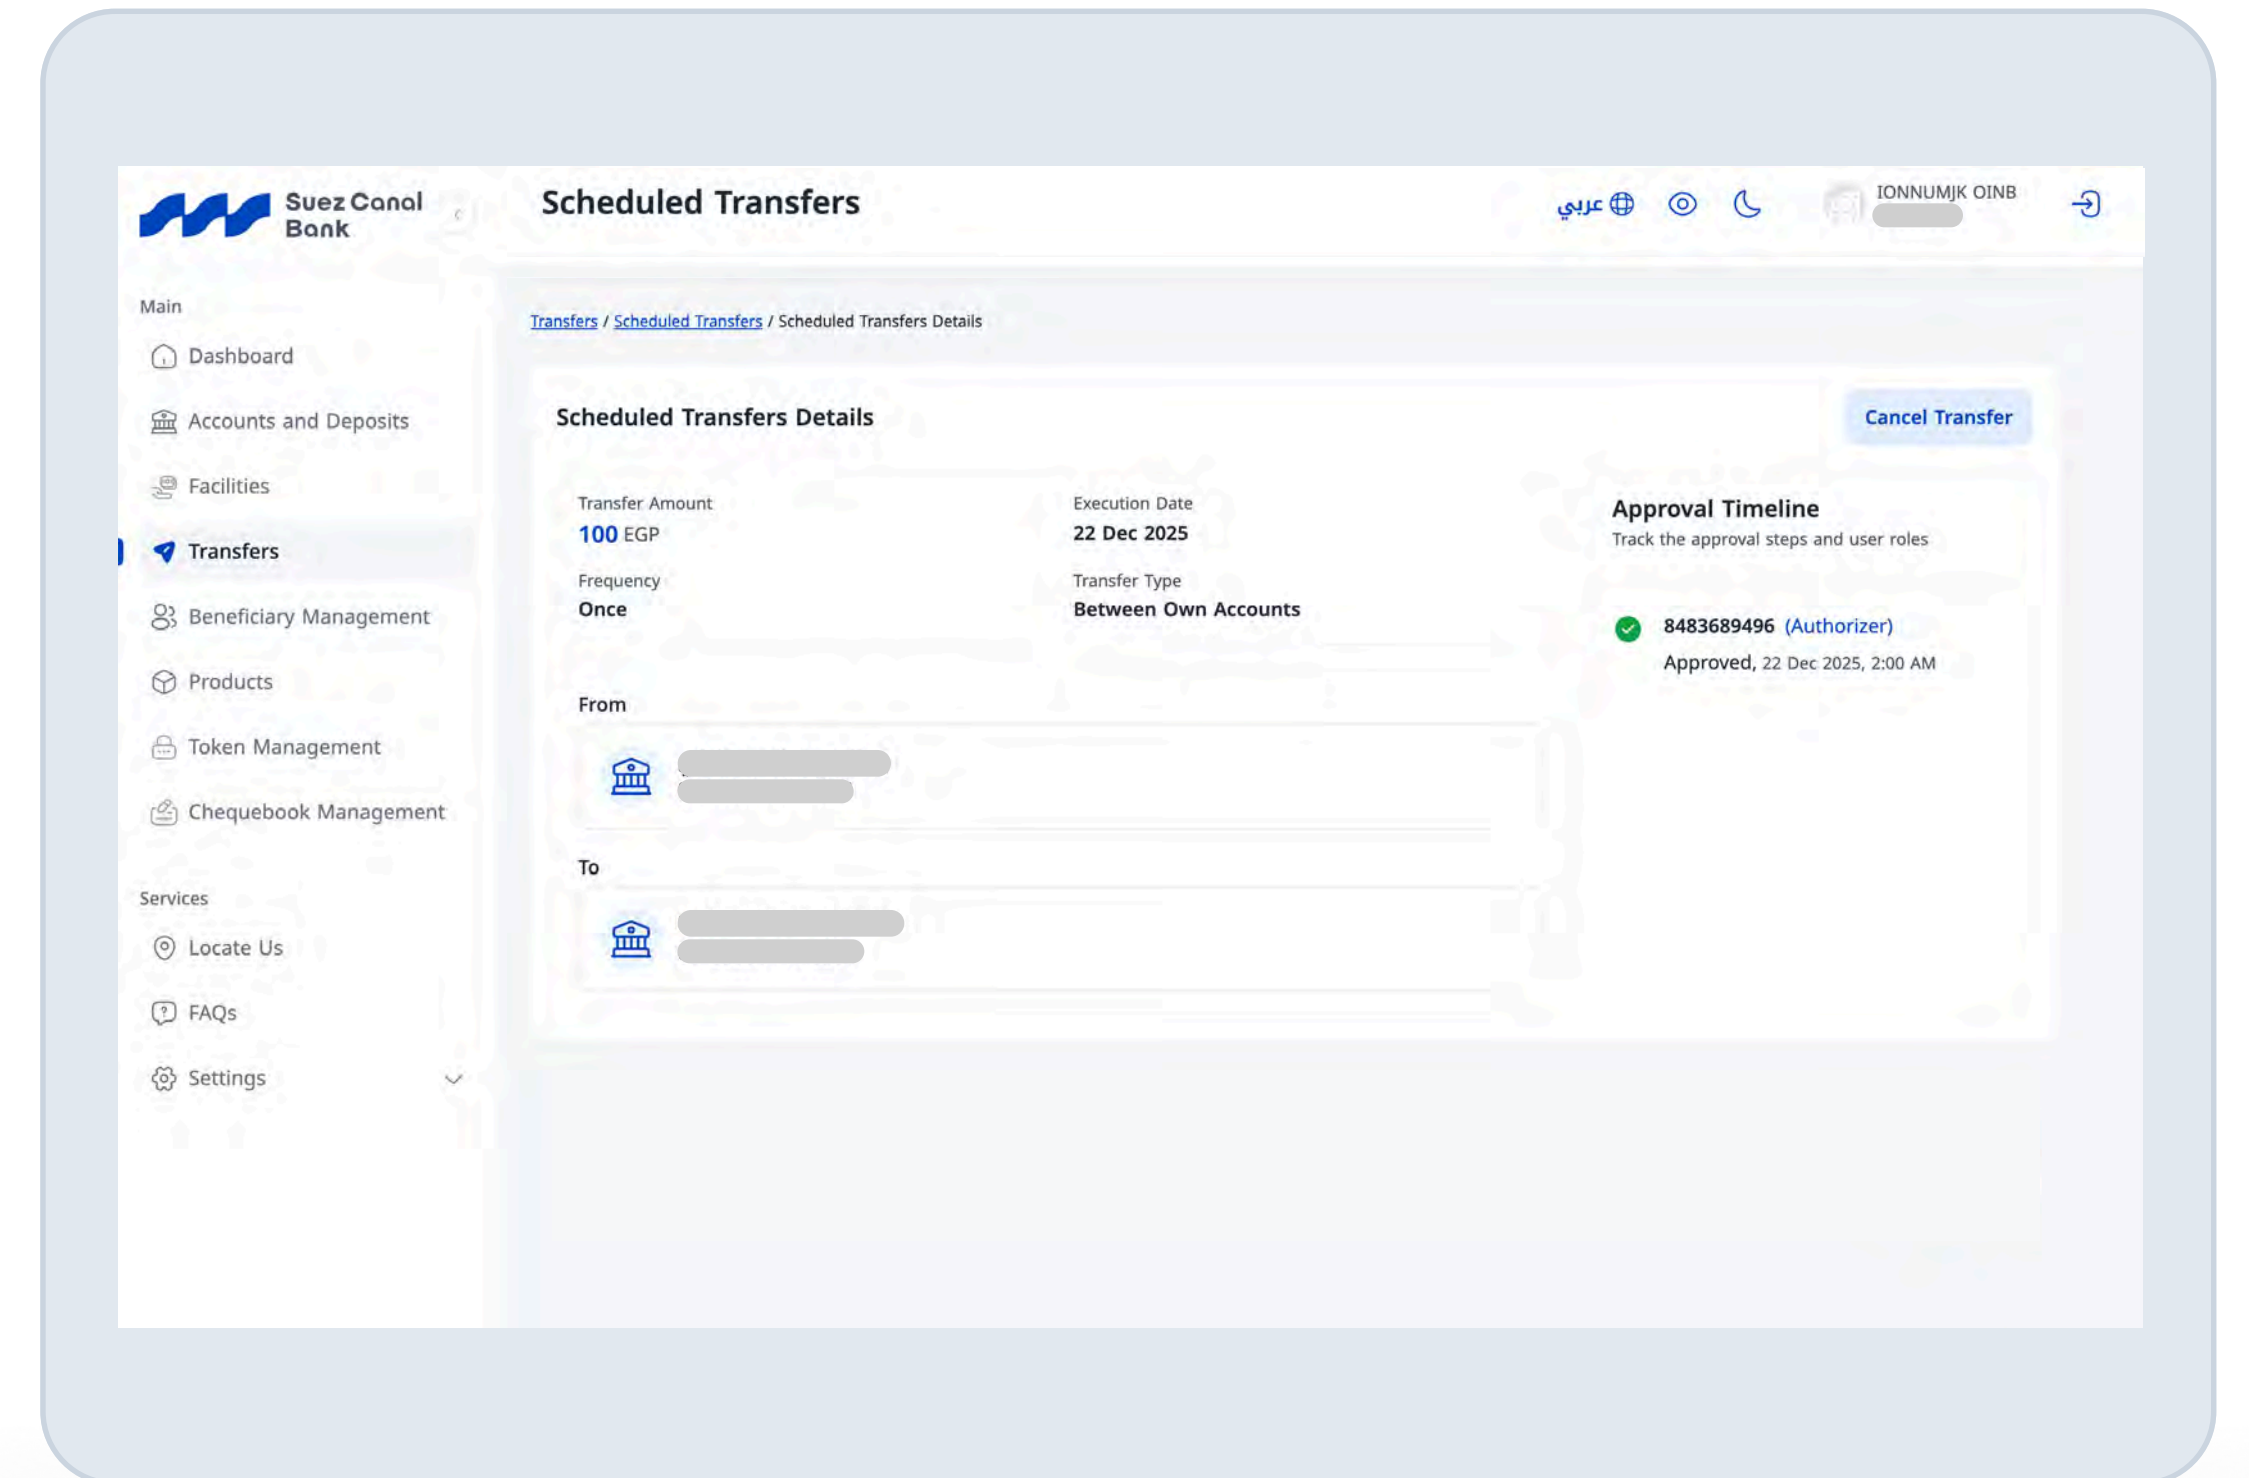 Suez Canal
Bank
Scheduled Transfers
عربي
IONNUMJK OINB
Main
Dashboard
Accounts and Deposits
Facilities
Transfers
Beneficiary Management
Products
Token Management
Chequebook Management
Services
Locate Us
FAQs
Settings
Transfers / Scheduled Transfers / Scheduled Transfers Details
Scheduled Transfers Details
Cancel Transfer
Transfer Amount
100 EGP
Execution Date
22 Dec 2025
Frequency
Once
Transfer Type
Between Own Accounts
From
To
Approval Timeline
Track the approval steps and user roles
8483689496 (Authorizer)
Approved, 22 Dec 2025, 2:00 AM